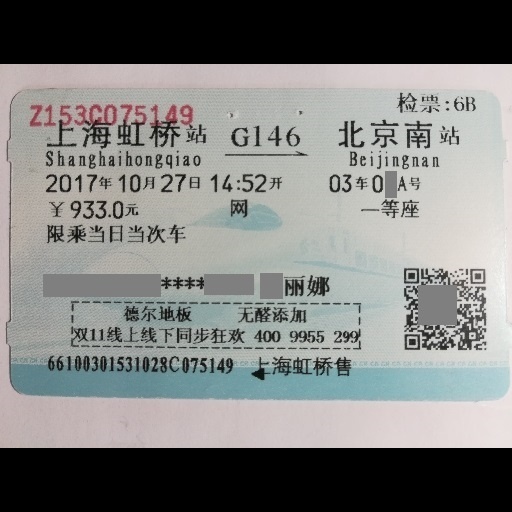 Z153C075149
检票:6B
上海虹桥站 G146 北京南站
Shanghaihongqiao Beijingnan
2017年10月27日14:52开 03车0 A号
￥933.0元 网 一等座
限乘当日当次车
**** 丽娜
德尔地板 无醛添加
双11线上线下同步狂欢 400 9955 299
66100301531028C075149 上海虹桥售